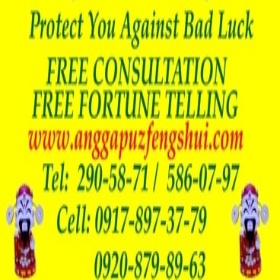 Protect You Against Bad Luck
FREE CONSULTATION
FREE FORTUNE TELLING
www.anggapuzfengshui.com
Tel: 290-58-71 / 586-07-97
Cell: 0917-897-37-79
0920-879-89-63